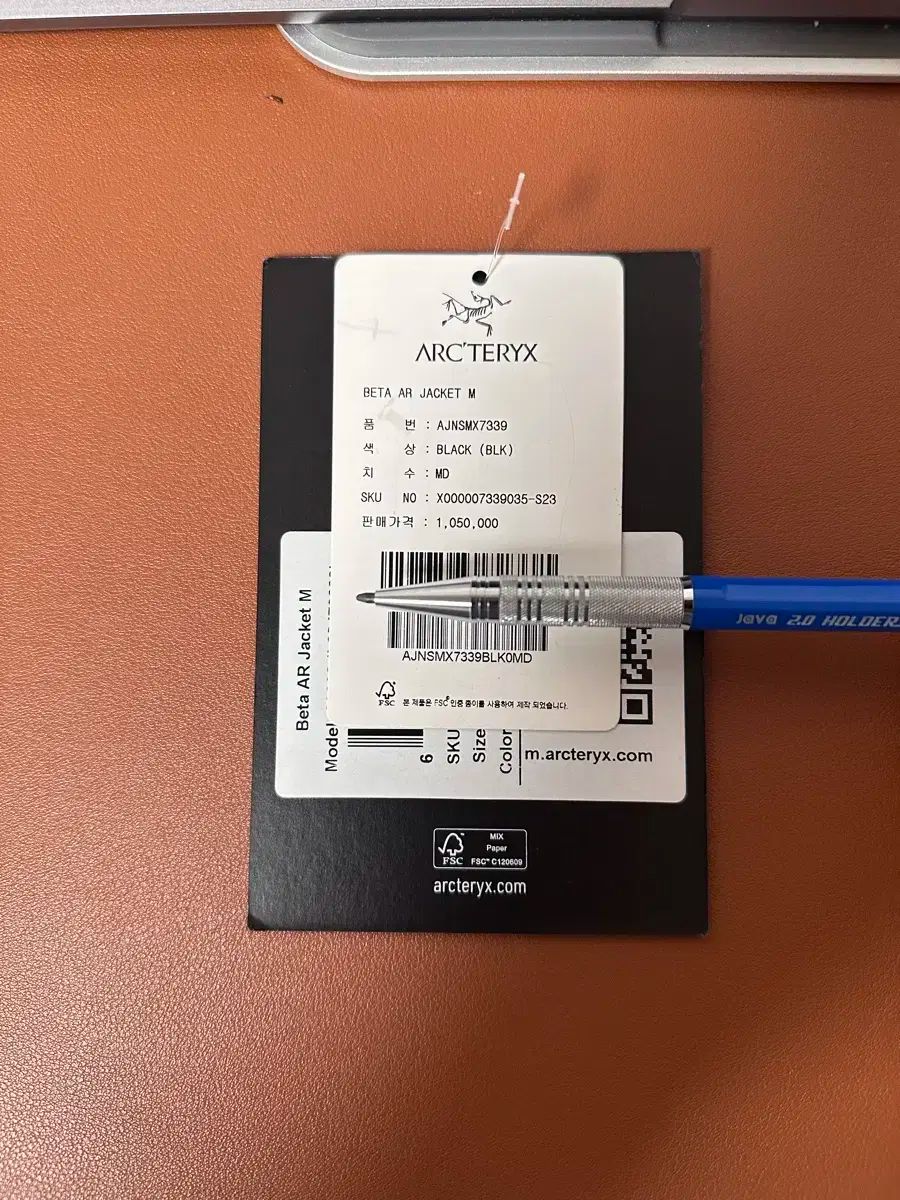 ARC'TERYX
BETA AR JACKET M
품 번 : AJNSMX7339
색 상 : BLACK (BLK)
치 수 : MD
SKU NO : X000007339035-S23
판매가격 : 1,050,000
AJNSMX7339BLK0MD
FSC 본 제품은 FSC® 인증 종이를 사용하여 제작 되었습니다.
java 2.0 HOLDER
Beta AR Jacket M
Model
6
SKU
Size
Color
m.arcteryx.com
FSC™
MIX
Paper
FSC™ C120609
arcteryx.com